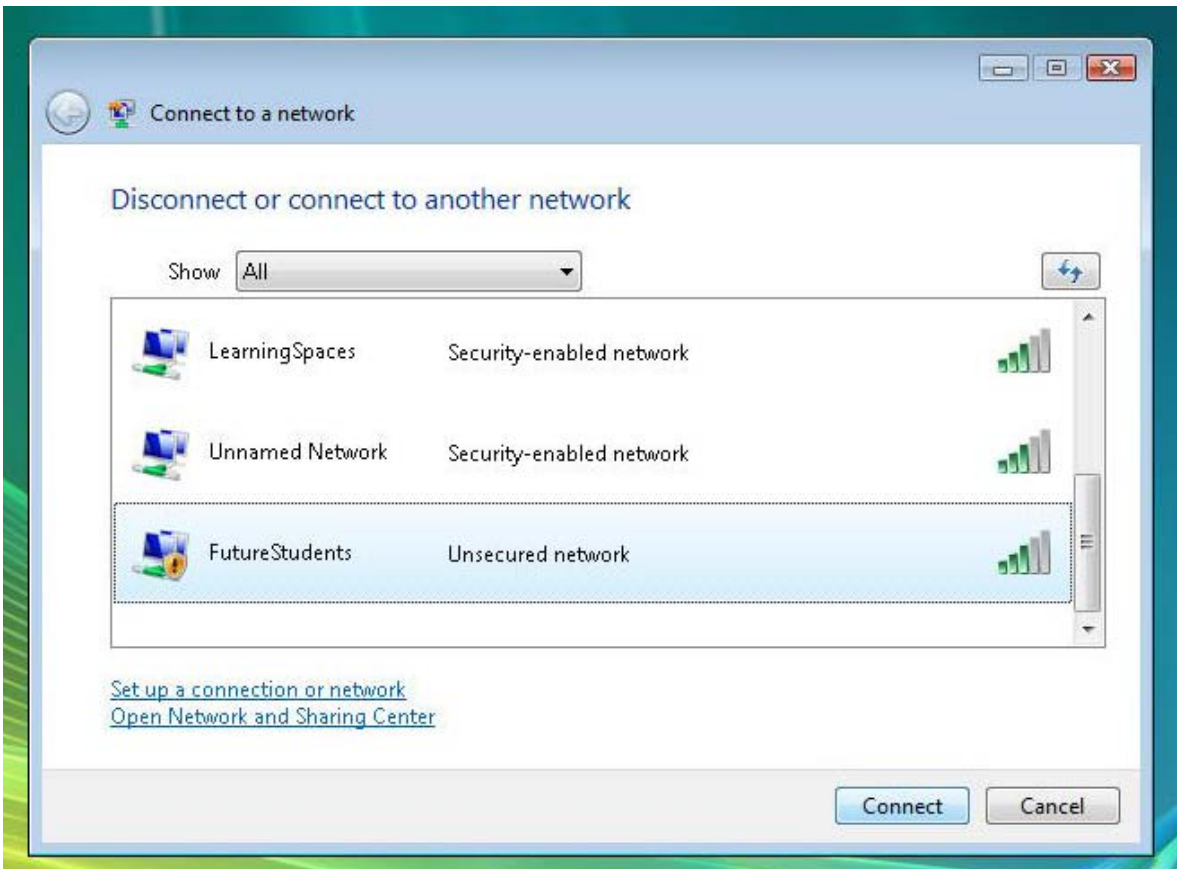 Connect to a network
Disconnect or connect to another network
Show All
LearningSpaces Security-enabled network
Unnamed Network Security-enabled network
FutureStudents Unsecured network
Set up a connection or network
Open Network and Sharing Center
Connect Cancel